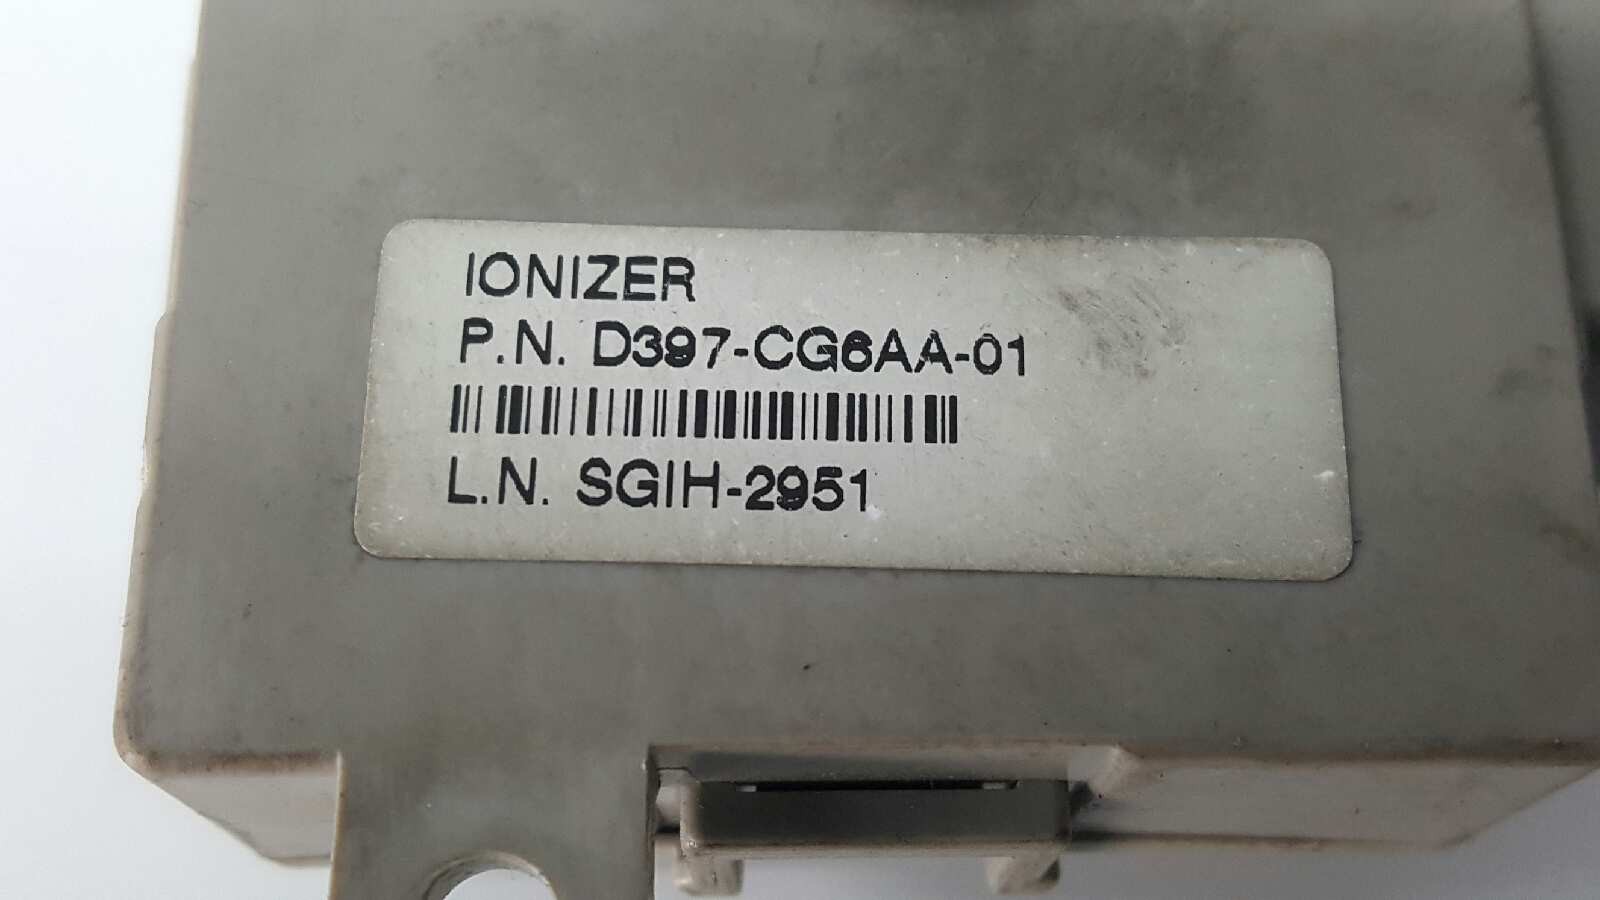 IONIZER
P.N. D397-CG6AA-01
L.N. SGIH-2951